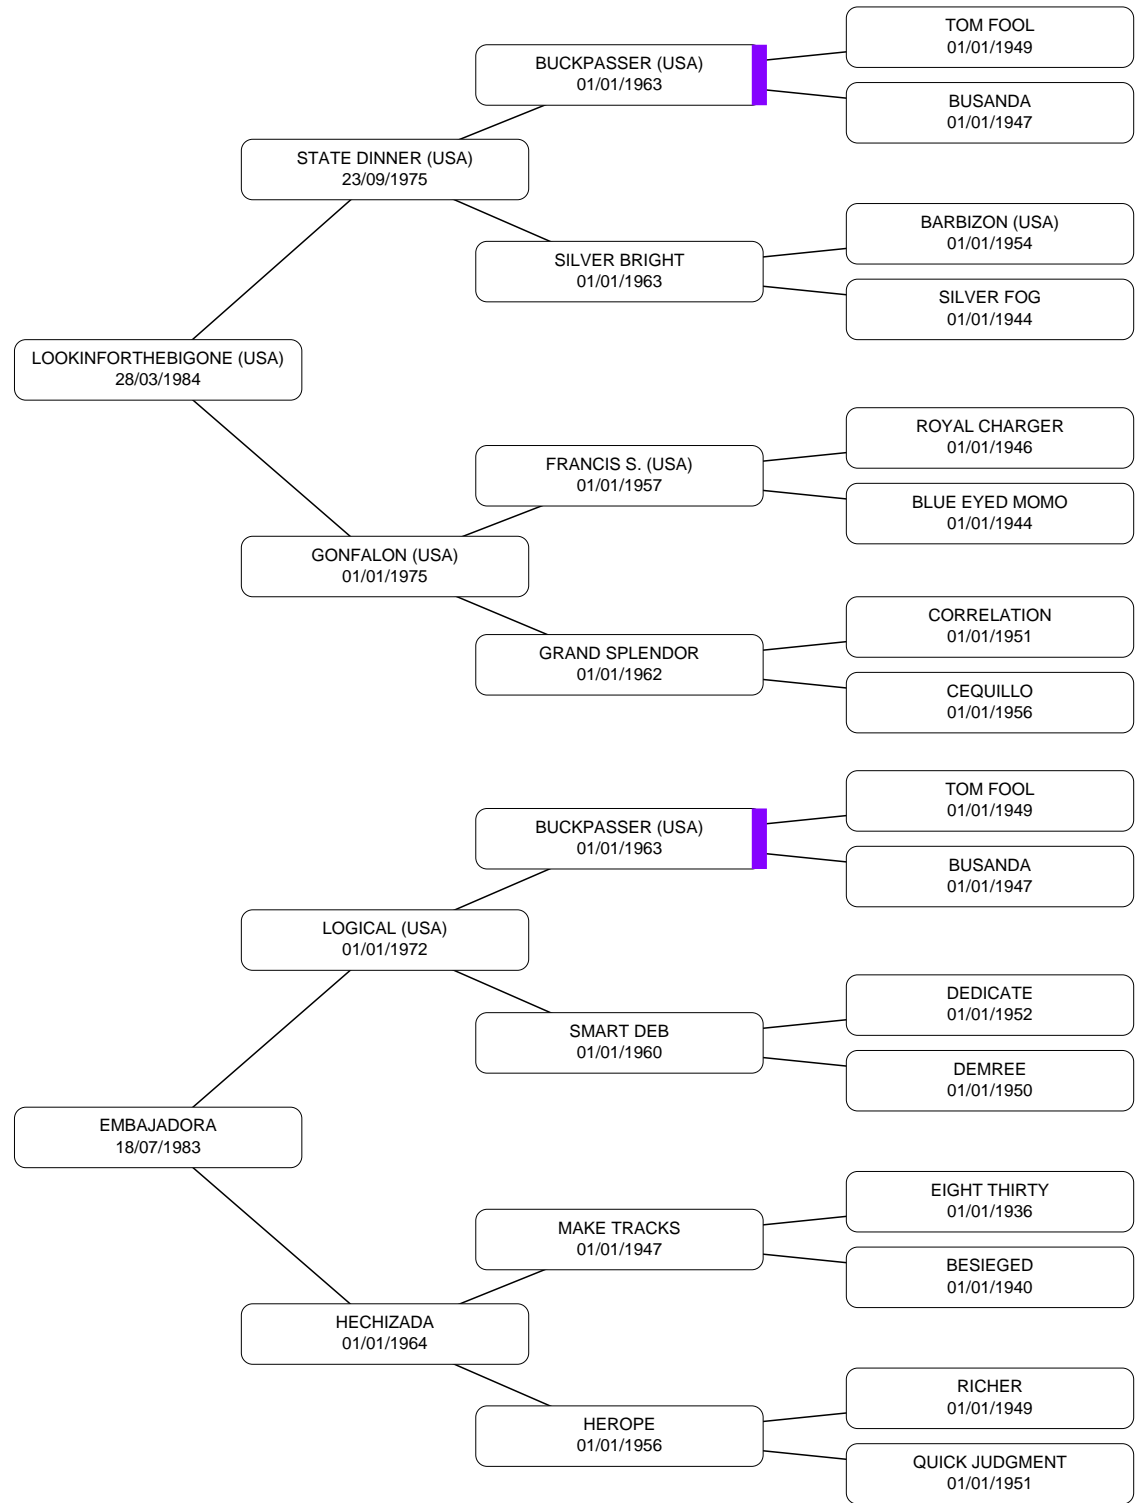 TOM FOOL
01/01/1949
BUCKPASSER (USA)
01/01/1963
BUSANDA
01/01/1947
STATE DINNER (USA)
23/09/1975
BARBIZON (USA)
01/01/1954
SILVER BRIGHT
01/01/1963
SILVER FOG
01/01/1944
LOOKINFORTHEBIGONE (USA)
28/03/1984
ROYAL CHARGER
01/01/1946
FRANCIS S. (USA)
01/01/1957
BLUE EYED MOMO
01/01/1944
GONFALON (USA)
01/01/1975
CORRELATION
01/01/1951
GRAND SPLENDOR
01/01/1962
CEQUILLO
01/01/1956
TOM FOOL
01/01/1949
BUCKPASSER (USA)
01/01/1963
BUSANDA
01/01/1947
LOGICAL (USA)
01/01/1972
DEDICATE
01/01/1952
SMART DEB
01/01/1960
DEMREE
01/01/1950
EMBAJADORA
18/07/1983
EIGHT THIRTY
01/01/1936
MAKE TRACKS
01/01/1947
BESIEGED
01/01/1940
HECHIZADA
01/01/1964
RICHER
01/01/1949
HEROPE
01/01/1956
QUICK JUDGMENT
01/01/1951